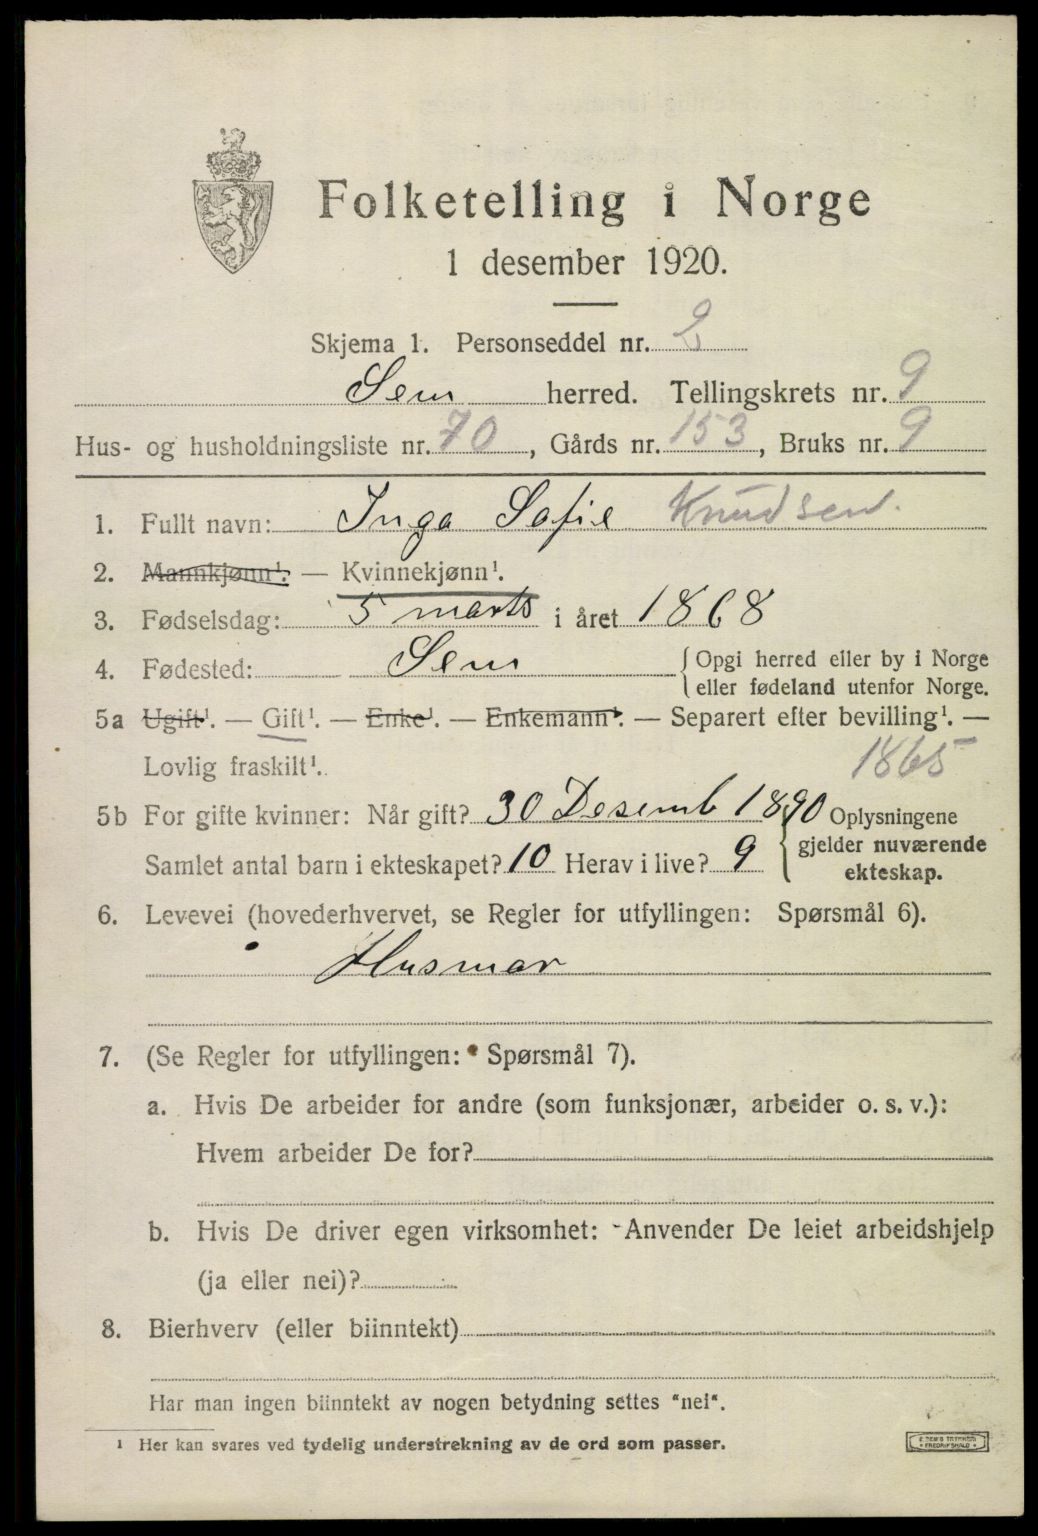 Folketelling i Norge
1 desember 1920.
Skjema 1. Personseddel nr. 2
Sem herred. Tellingskrets nr. 9
Hus- og husholdningsliste nr. 70, Gårds nr. 153, Bruks nr. 9
1. Fullt navn: Inga Sofie Knudsen.
2. Mannkjønn¹. — Kvinnekjønn¹.
3. Fødselsdag: 5 marts i året 1868
4. Fødested: Sem {Opgi herred eller by i Norge
eller fødeland utenfor Norge.
5a Ugift¹. — Gift¹. — Enke¹. — Enkemann¹. — Separert efter bevilling¹. —
Lovlig fraskilt¹. 1865
5b For gifte kvinner: Når gift? 30 Desemb 1890 Oplysningene
gjelder nuværende
Samlet antal barn i ekteskapet? 10 Herav i live? 9 ekteskap.
6. Levevei (hovederhvervet, se Regler for utfyllingen: Spørsmål 6).
Husmor
7. (Se Regler for utfyllingen: Spørsmål 7).
a. Hvis De arbeider for andre (som funksjonær, arbeider o. s. v.):
Hvem arbeider De for?
b. Hvis De driver egen virksomhet: Anvender De leiet arbeidshjelp
(ja eller nei)?
8. Bierhverv (eller biinntekt)
Har man ingen biinntekt av nogen betydning settes "nei".
¹ Her kan svares ved tydelig understrekning av de ord som passer.
FREDRIKSHALD